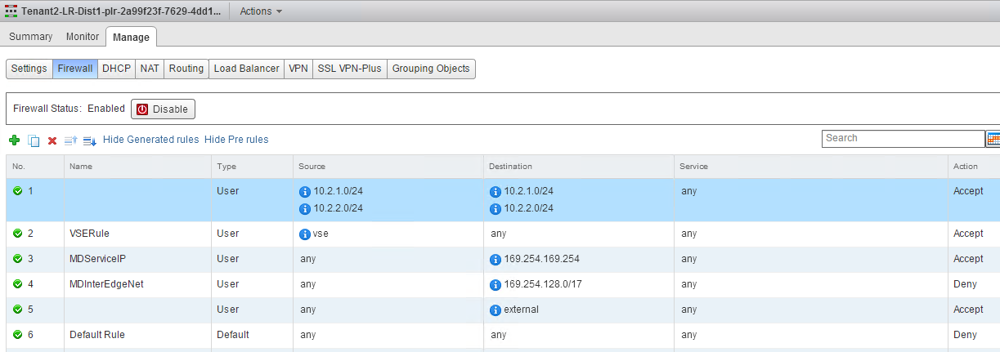 Tenant2-LR-Dist1-plr-2a99f23f-7629-4dd1... Actions
Summary Monitor Manage
Settings Firewall DHCP NAT Routing Load Balancer VPN SSL VPN-Plus Grouping Objects
Firewall Status: Enabled Disable
Hide Generated rules Hide Pre rules Search
No. Name Type Source Destination Service Action
1 User 10.2.1.0/24 10.2.1.0/24 any Accept
10.2.2.0/24 10.2.2.0/24
2 VSERule User vse any any Accept
3 MDServiceIP User any 169.254.169.254 any Accept
4 MDInterEdgeNet User any 169.254.128.0/17 any Deny
5 User any external any Accept
6 Default Rule Default any any any Deny